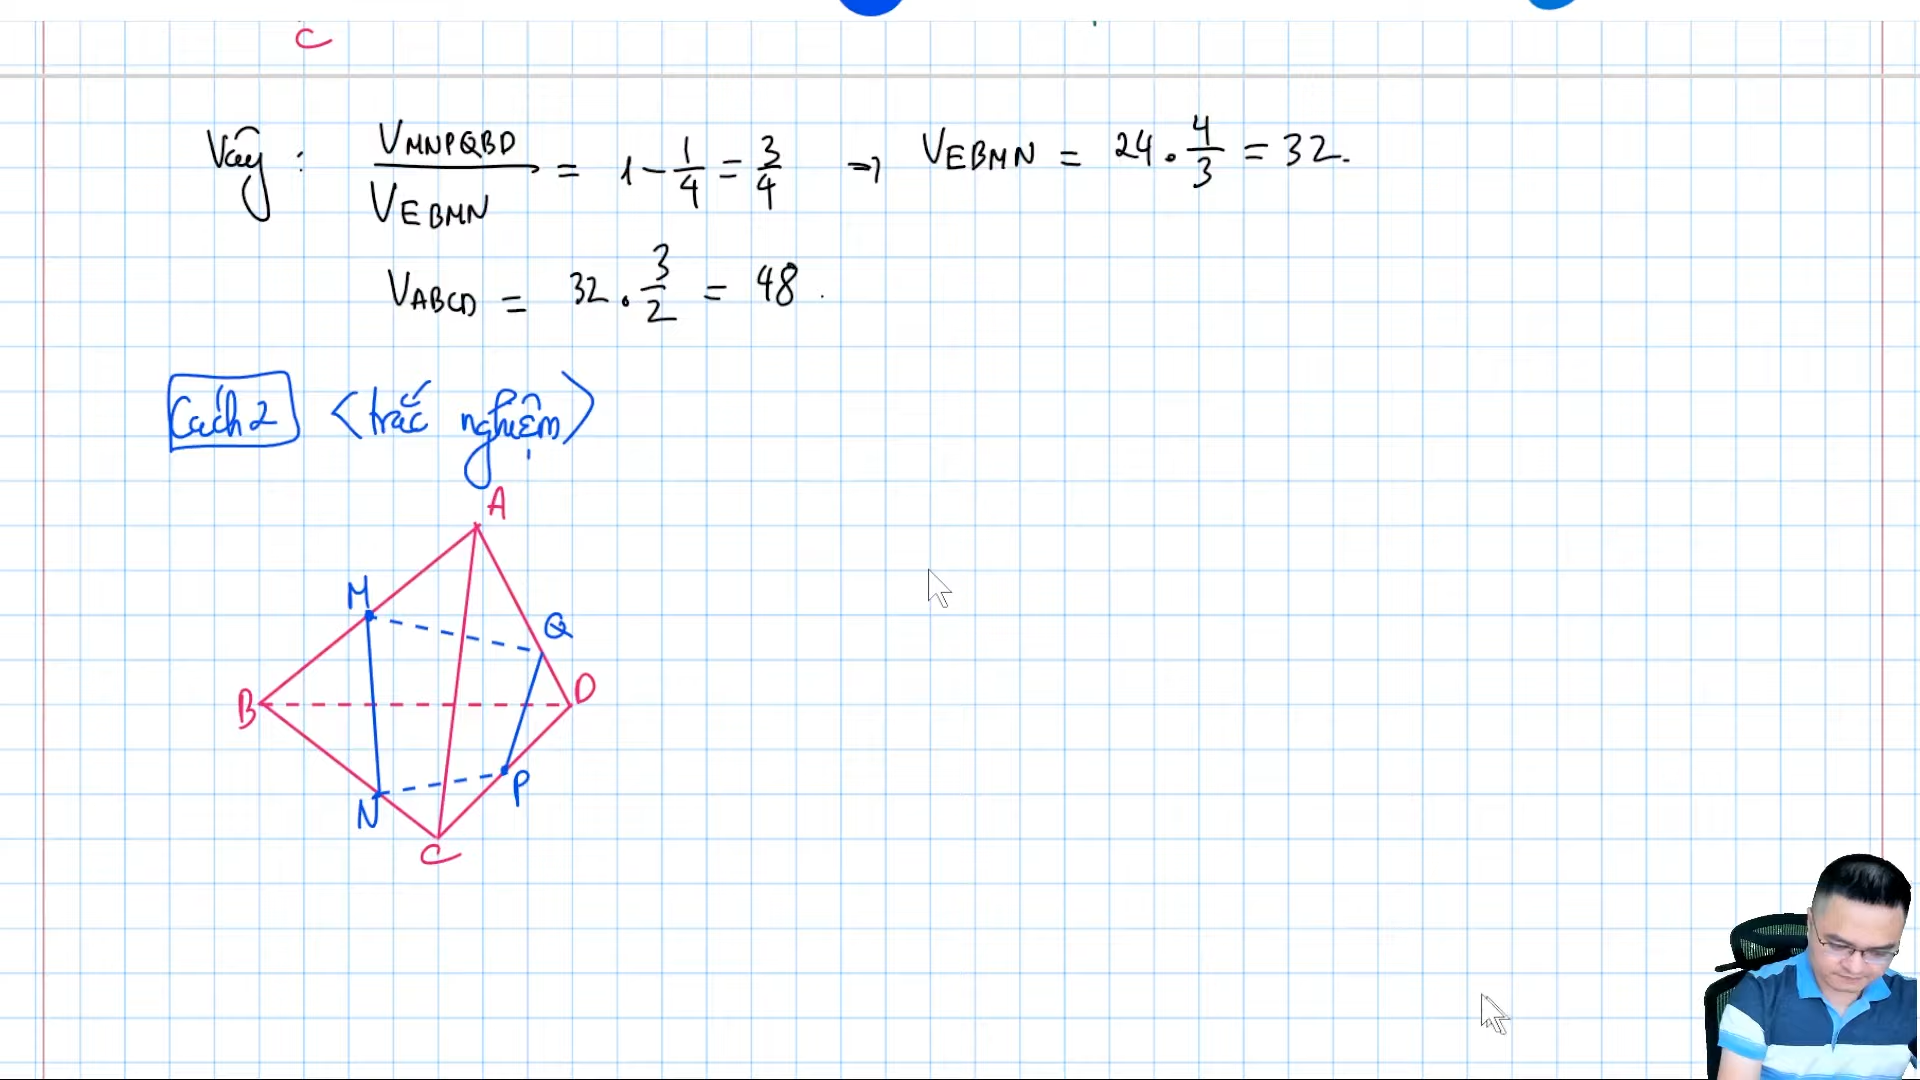 C
Vậy : V_MNPQBD / V_EBMN = 1 - 1/4 = 3/4 => V_EBMN = 24 . 4/3 = 32.
V_ABCD = 32 . 3/2 = 48 .
Cách 2 <trắc nghiệm>
A
M
Q
B
D
N
P
C